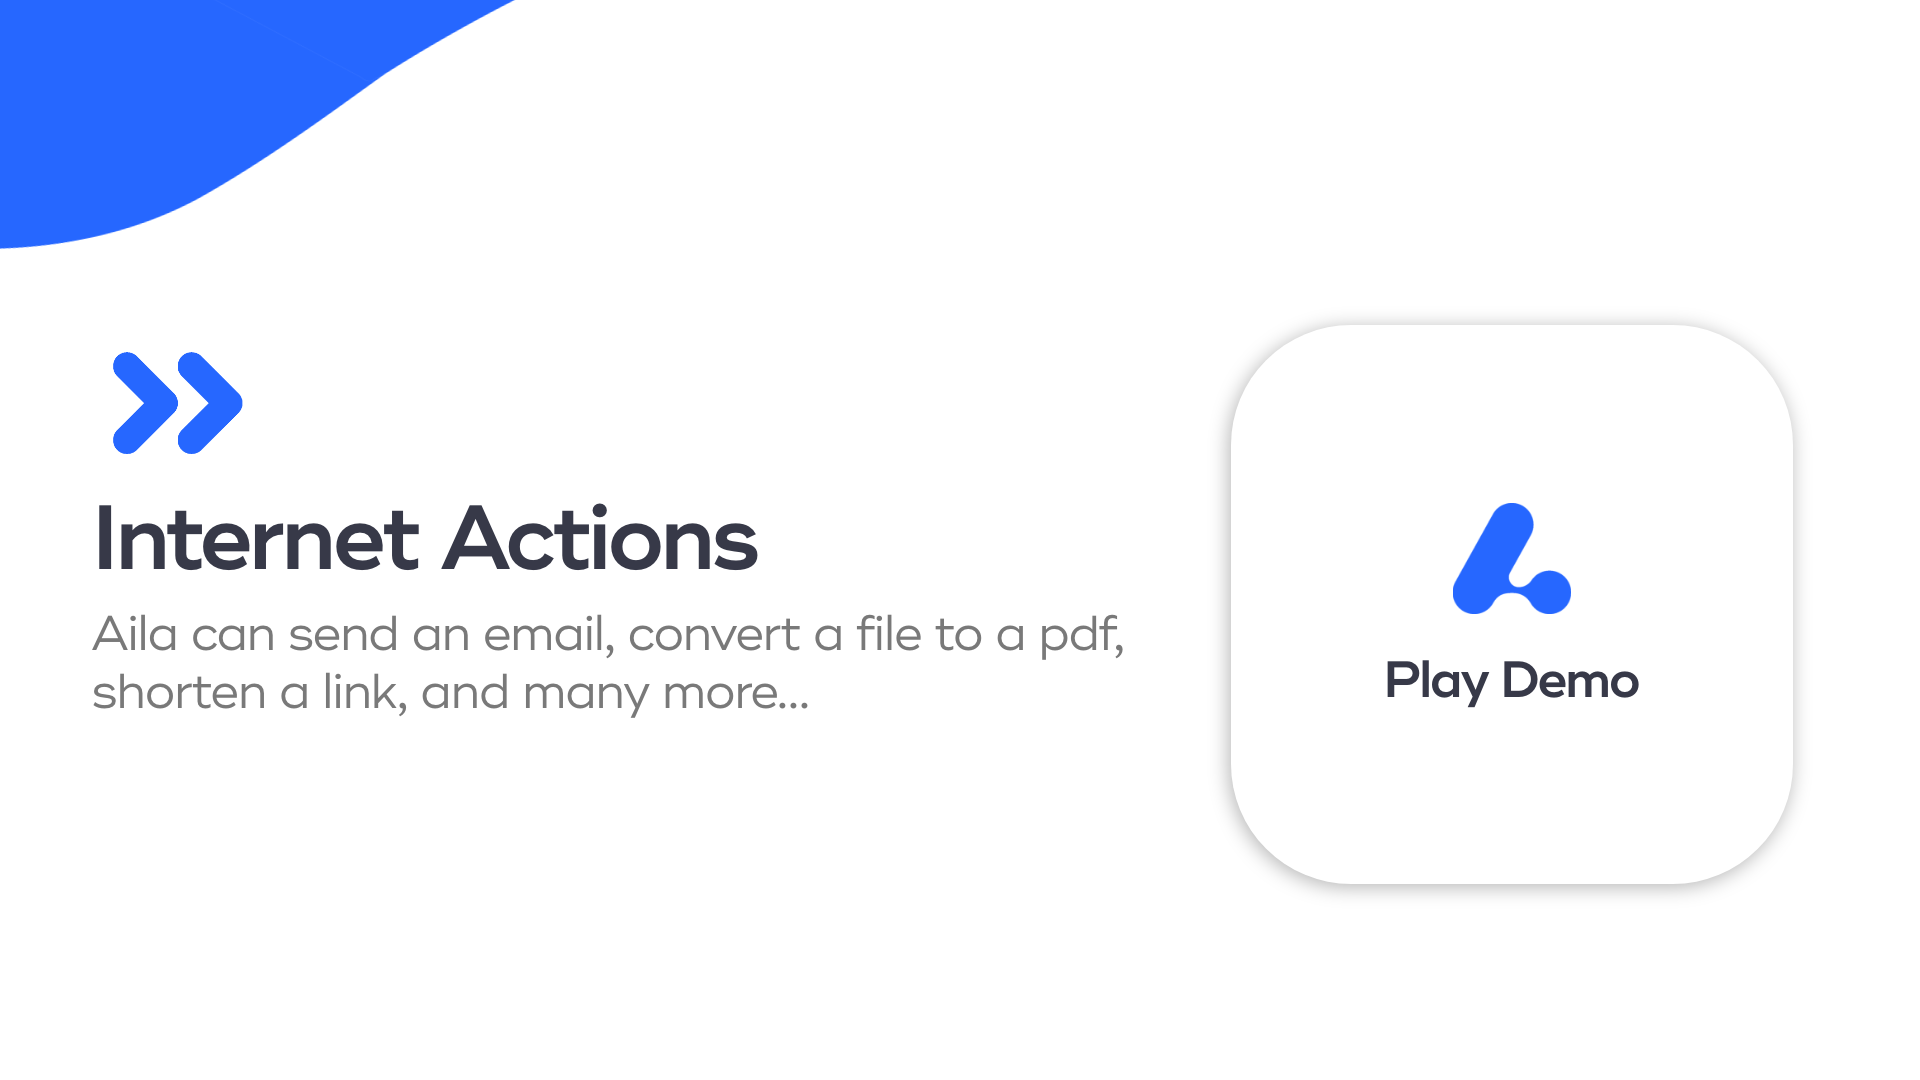 Internet Actions
Aila can send an email, convert a file to a pdf,
shorten a link, and many more...
Play Demo